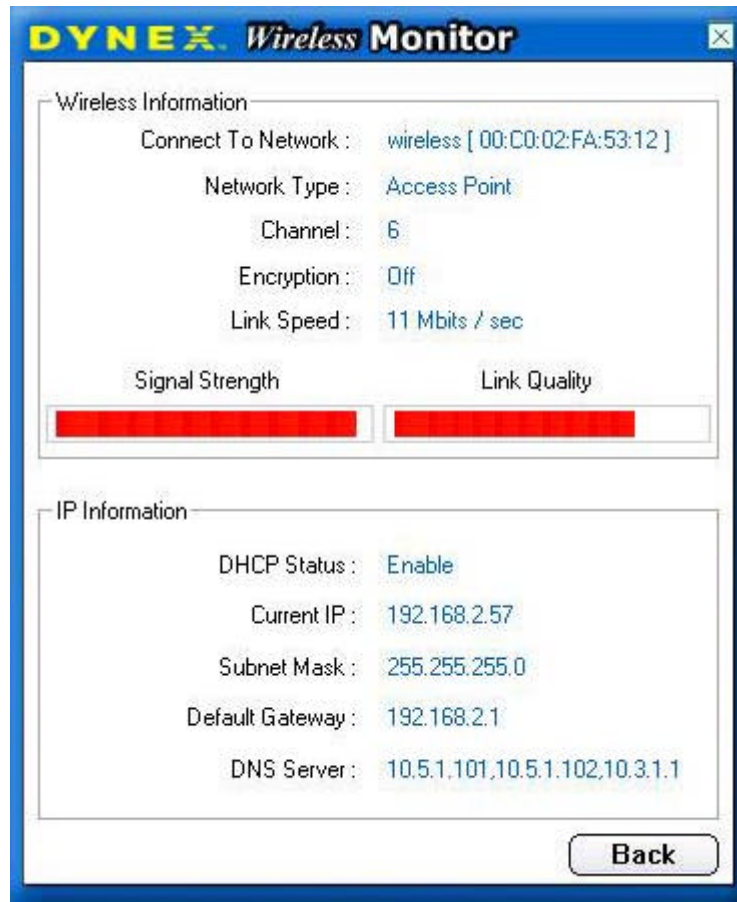 DYNEX Wireless Monitor
Wireless Information
Connect To Network : wireless [ 00:C0:02:FA:53:12 ]
Network Type : Access Point
Channel : 6
Encryption : Off
Link Speed : 11 Mbits / sec
Signal Strength Link Quality
IP Information
DHCP Status : Enable
Current IP : 192.168.2.57
Subnet Mask : 255.255.255.0
Default Gateway : 192.168.2.1
DNS Server : 10.5.1.101,10.5.1.102,10.3.1.1
Back